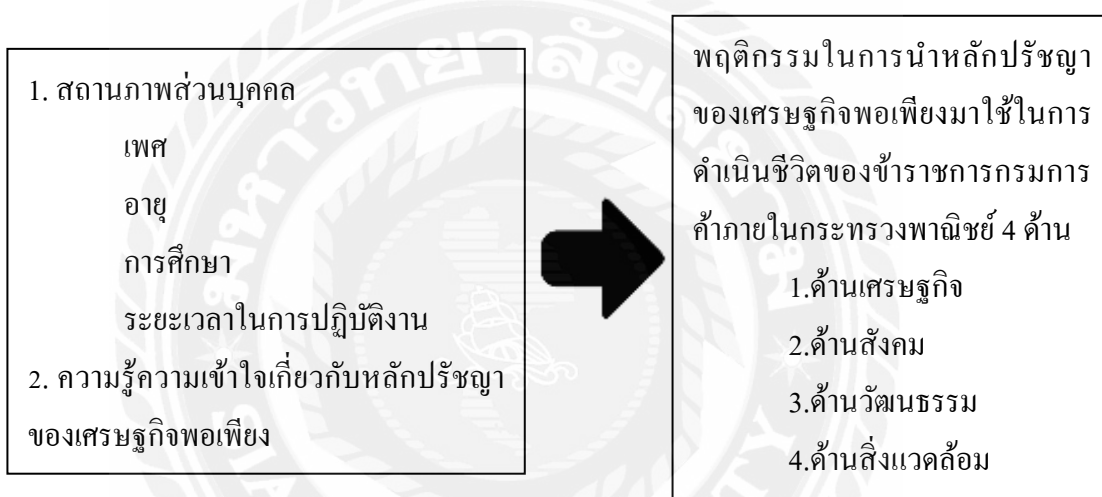 1. สถานภาพส่วนบุคคล
เพศ
อายุ
การศึกษา
ระยะเวลาในการปฏิบัติงาน
2. ความรู้ความเข้าใจเกี่ยวกับหลักปรัชญา
ของเศรษฐกิจพอเพียง
พฤติกรรมในการนำหลักปรัชญา
ของเศรษฐกิจพอเพียงมาใช้ในการ
ดำเนินชีวิตของข้าราชการกรมการ
ค้าภายในกระทรวงพาณิชย์ 4 ด้าน
1.ด้านเศรษฐกิจ
2.ด้านสังคม
3.ด้านวัฒนธรรม
4.ด้านสิ่งแวดล้อม